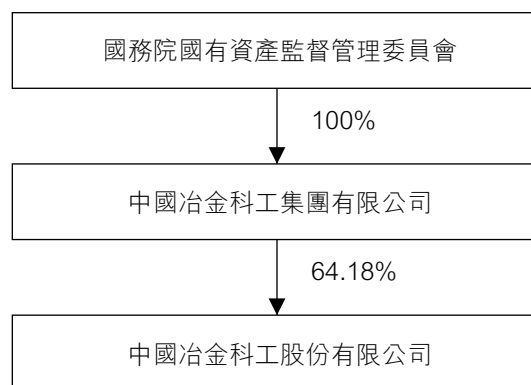 國務院國有資產監督管理委員會
100%
中國冶金科工集團有限公司
64.18%
中國冶金科工股份有限公司